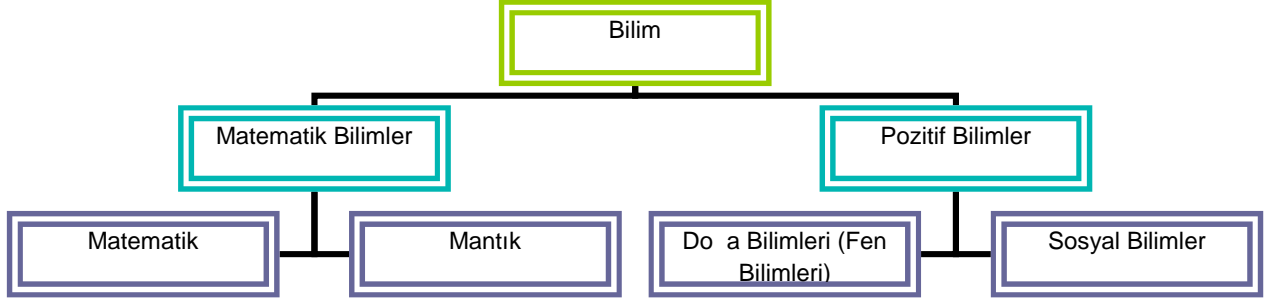 Bilim
Matematik Bilimler
Pozitif Bilimler
Matematik
Mantık
Do a Bilimleri (Fen
Bilimleri)
Sosyal Bilimler